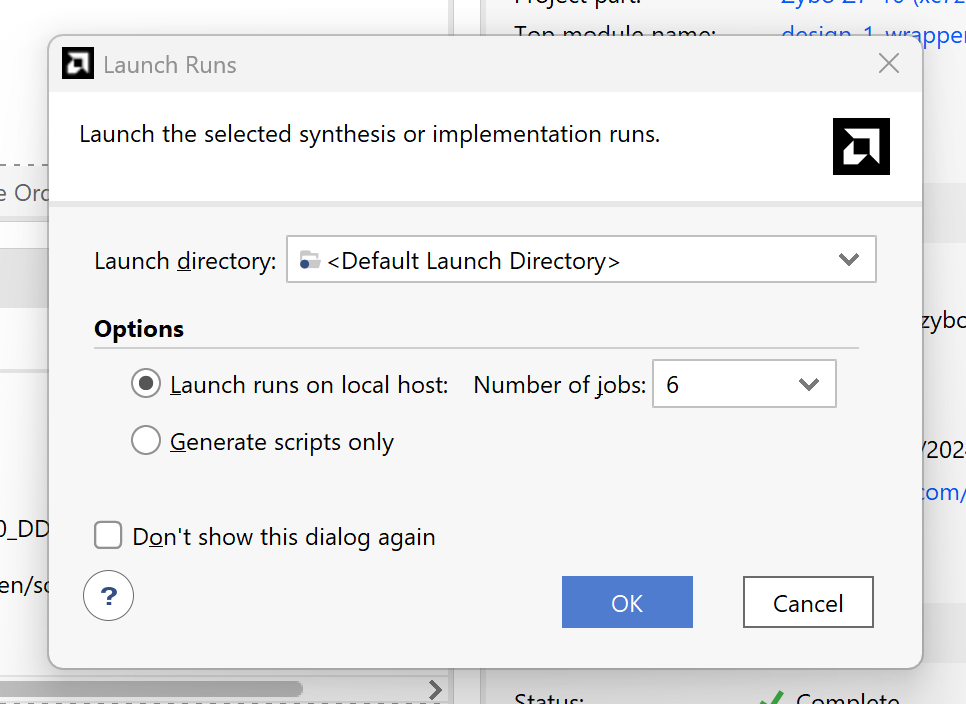 Project part:
Zybo Z7-10 (xc7z
Top module name:
design_1_wrapper
Launch Runs
Launch the selected synthesis or implementation runs.
e Ord
Launch directory:
<Default Launch Directory>
Options
zybo
Launch runs on local host: Number of jobs: 6
Generate scripts only
/202
com/
0_DD
Don't show this dialog again
en/sc
?
OK
Cancel
Status:
Complete